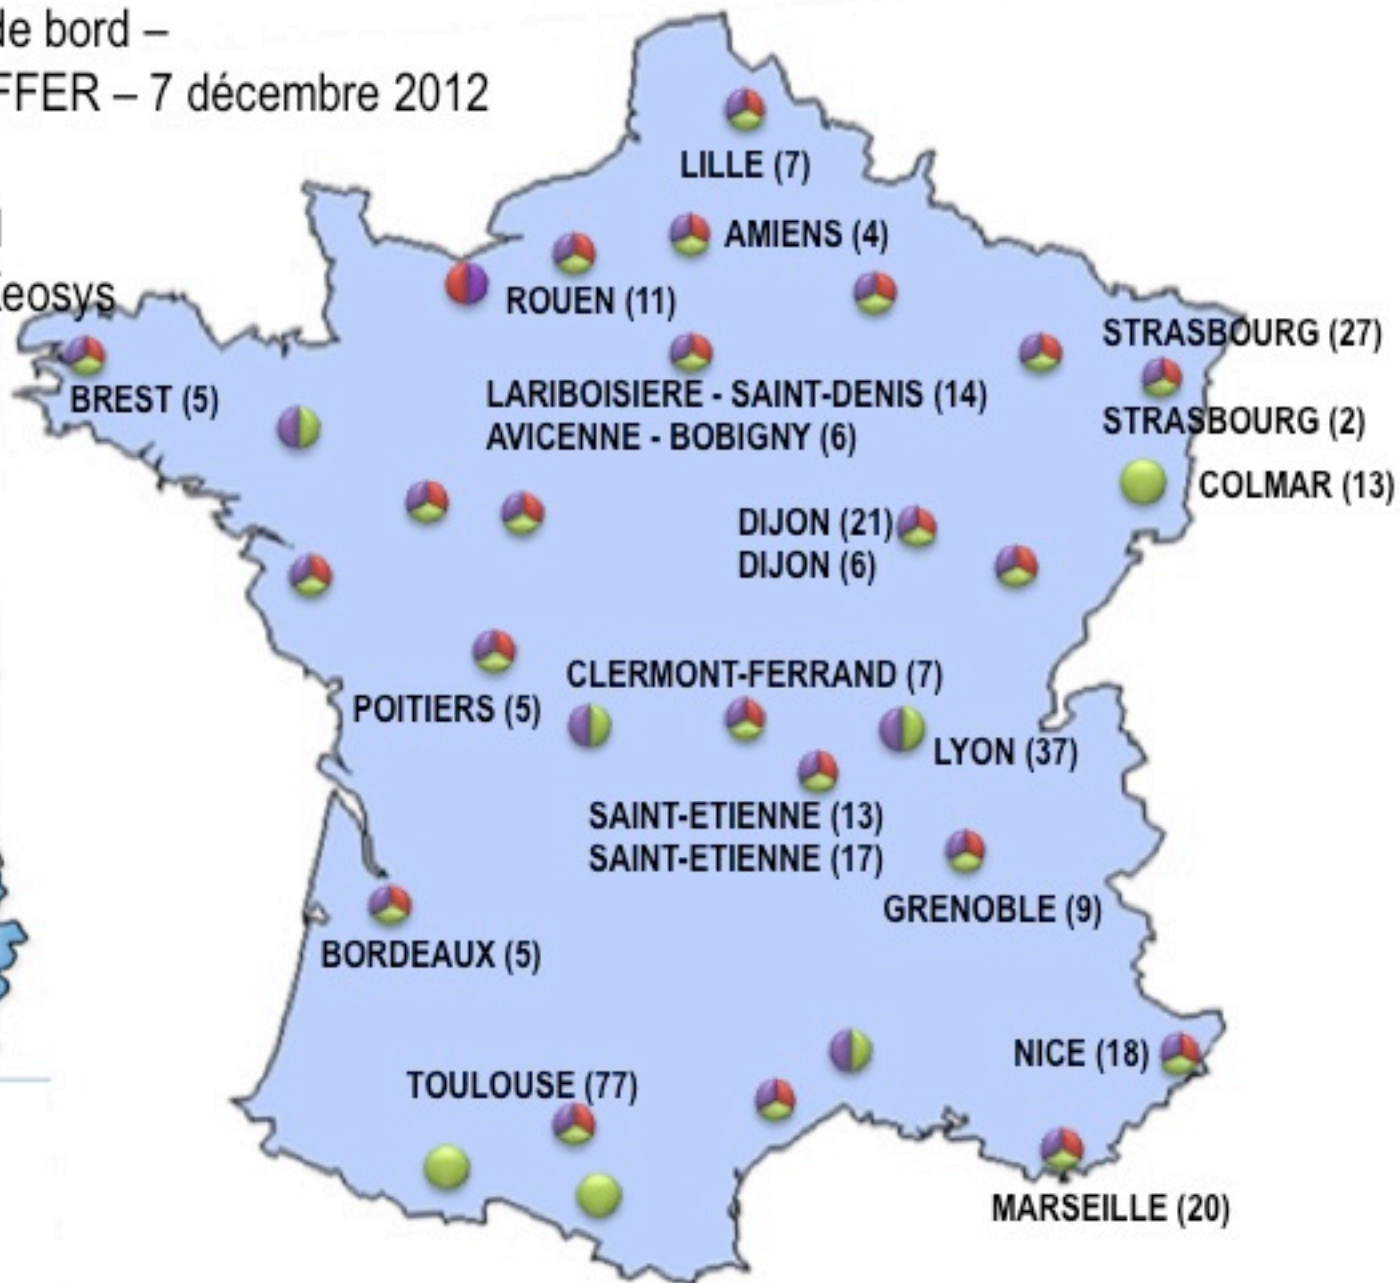 de bord –
FFER – 7 décembre 2012
eosys
LILLE (7)
AMIENS (4)
ROUEN (11)
STRASBOURG (27)
BREST (5)
LARIBOISIERE - SAINT-DENIS (14)
AVICENNE - BOBIGNY (6)
STRASBOURG (2)
COLMAR (13)
DIJON (21)
DIJON (6)
CLERMONT-FERRAND (7)
POITIERS (5)
LYON (37)
SAINT-ETIENNE (13)
SAINT-ETIENNE (17)
GRENOBLE (9)
BORDEAUX (5)
NICE (18)
TOULOUSE (77)
MARSEILLE (20)